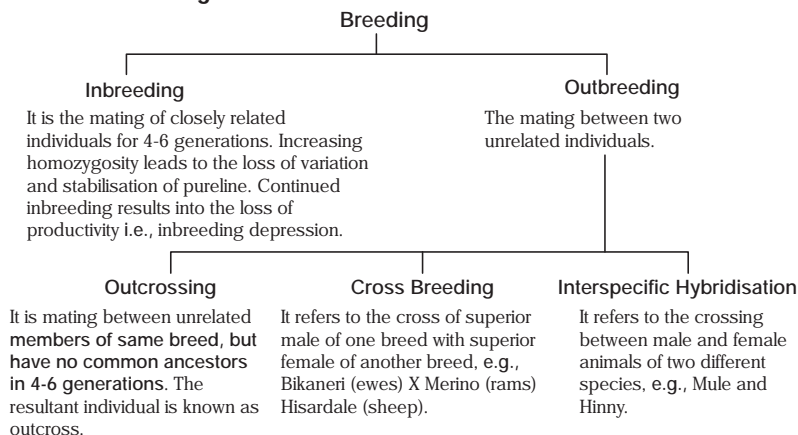 Breeding
Inbreeding
It is the mating of closely related
individuals for 4-6 generations. Increasing
homozygosity leads to the loss of variation
and stabilisation of pureline. Continued
inbreeding results into the loss of
productivity i.e., inbreeding depression.
Outbreeding
The mating between two
unrelated individuals.
Outcrossing
It is mating between unrelated
members of same breed, but
have no common ancestors
in 4-6 generations. The
resultant individual is known as
outcross.
Cross Breeding
It refers to the cross of superior
male of one breed with superior
female of another breed, e.g.,
Bikaneri (ewes) X Merino (rams)
Hisardale (sheep).
Interspecific Hybridisation
It refers to the crossing
between male and female
animals of two different
species, e.g., Mule and
Hinny.